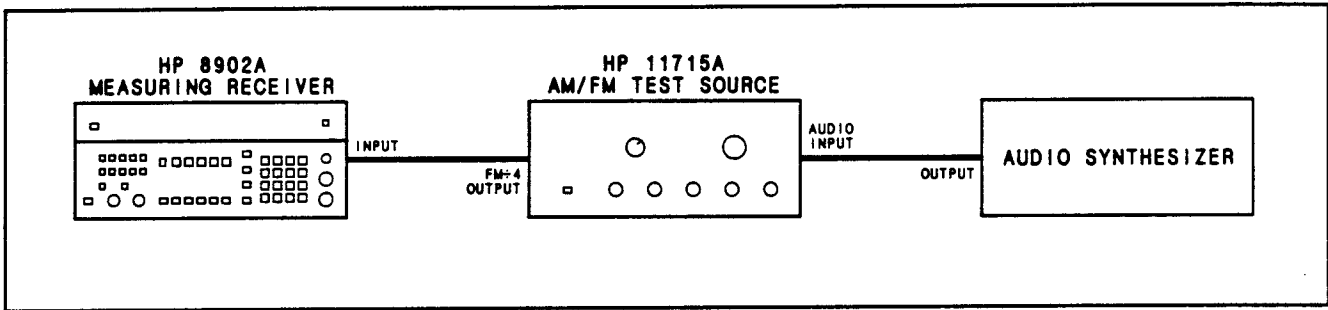 HP 8902A
MEASURING RECEIVER
INPUT
HP 11715A
AM/FM TEST SOURCE
FM÷4
OUTPUT
AUDIO
INPUT
OUTPUT
AUDIO SYNTHESIZER